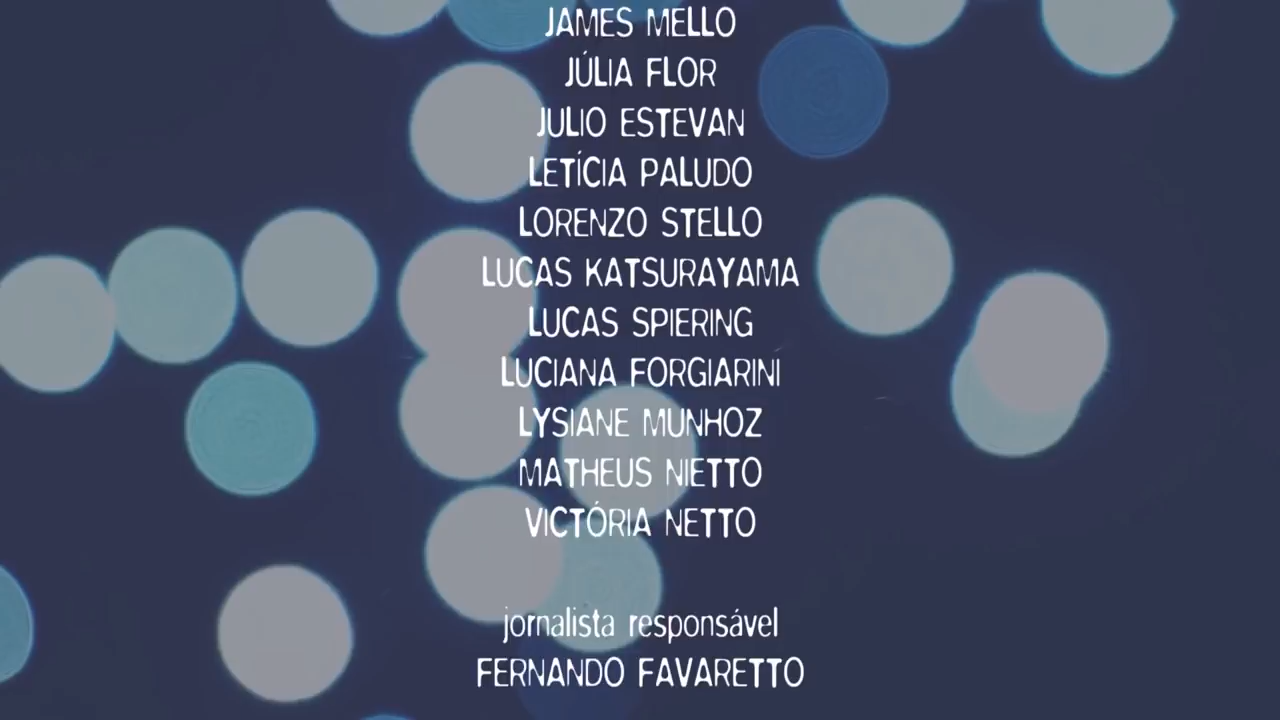 JAMES MELLO
JÚLIA FLOR
JULIO ESTEVAN
LETÍCIA PALUDO
LORENZO STELLO
LUCAS KATSURAYAMA
LUCAS SPIERING
LUCIANA FORGIARINI
LYSIANE MUNHOZ
MATHEUS NIETTO
VICTÓRIA NETTO
jornalista responsável
FERNANDO FAVARETTO